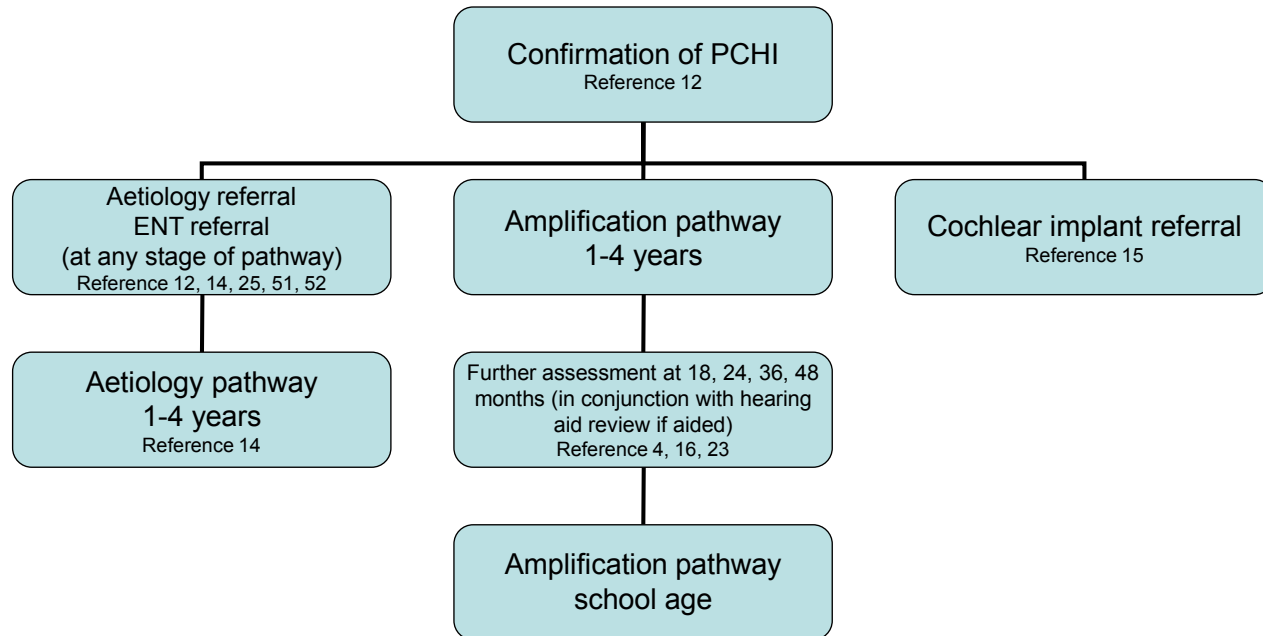 Confirmation of PCHI
Reference 12
Aetiology referral
ENT referral
(at any stage of pathway)
Reference 12, 14, 25, 51, 52
Amplification pathway
1-4 years
Cochlear implant referral
Reference 15
Aetiology pathway
1-4 years
Reference 14
Further assessment at 18, 24, 36, 48
months (in conjunction with hearing
aid review if aided)
Reference 4, 16, 23
Amplification pathway
school age